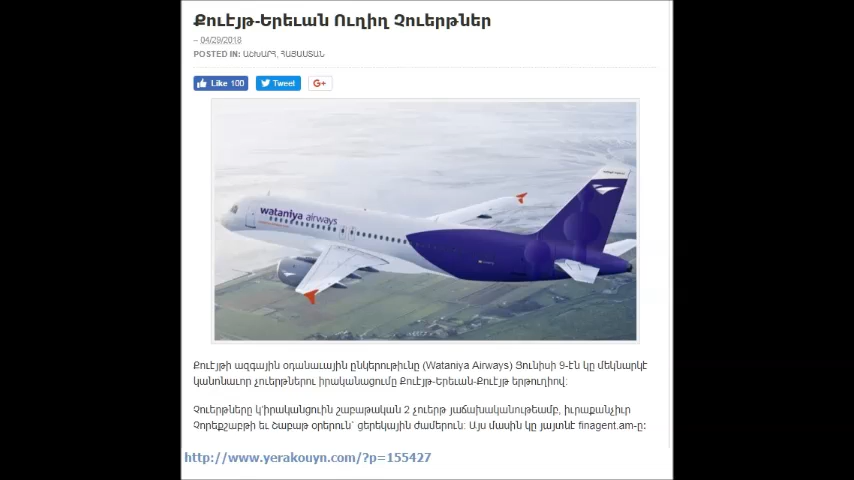 Քուէյթ-Երեւան Ուղիղ Չուերթներ
– 04/29/2018
POSTED IN: ԱՇԽԱՐՀ, ՀԱՅԱՍՏԱՆ
Like 100 Tweet G+
wataniya airways
Քուէյթի ազգային օդանաւային ընկերութիւնը (Wataniya Airways) Յունիսի 9-էն կը մեկնարկէ
կանոնաւոր չուերթներու իրականացումը Քուէյթ-Երեւան-Քուէյթ երթուղիով։
Չուերթները կ՛իրականցուին շաբաթական 2 չուերթ յաճախականութեամբ, իւրաքանչիւր
Չորեքշաբթի եւ Շաբաթ օրերուն՝ ցերեկային ժամերուն։ Այս մասին կը յայտնէ finagent.am-ը։
http://www.yerakouyn.com/?p=155427